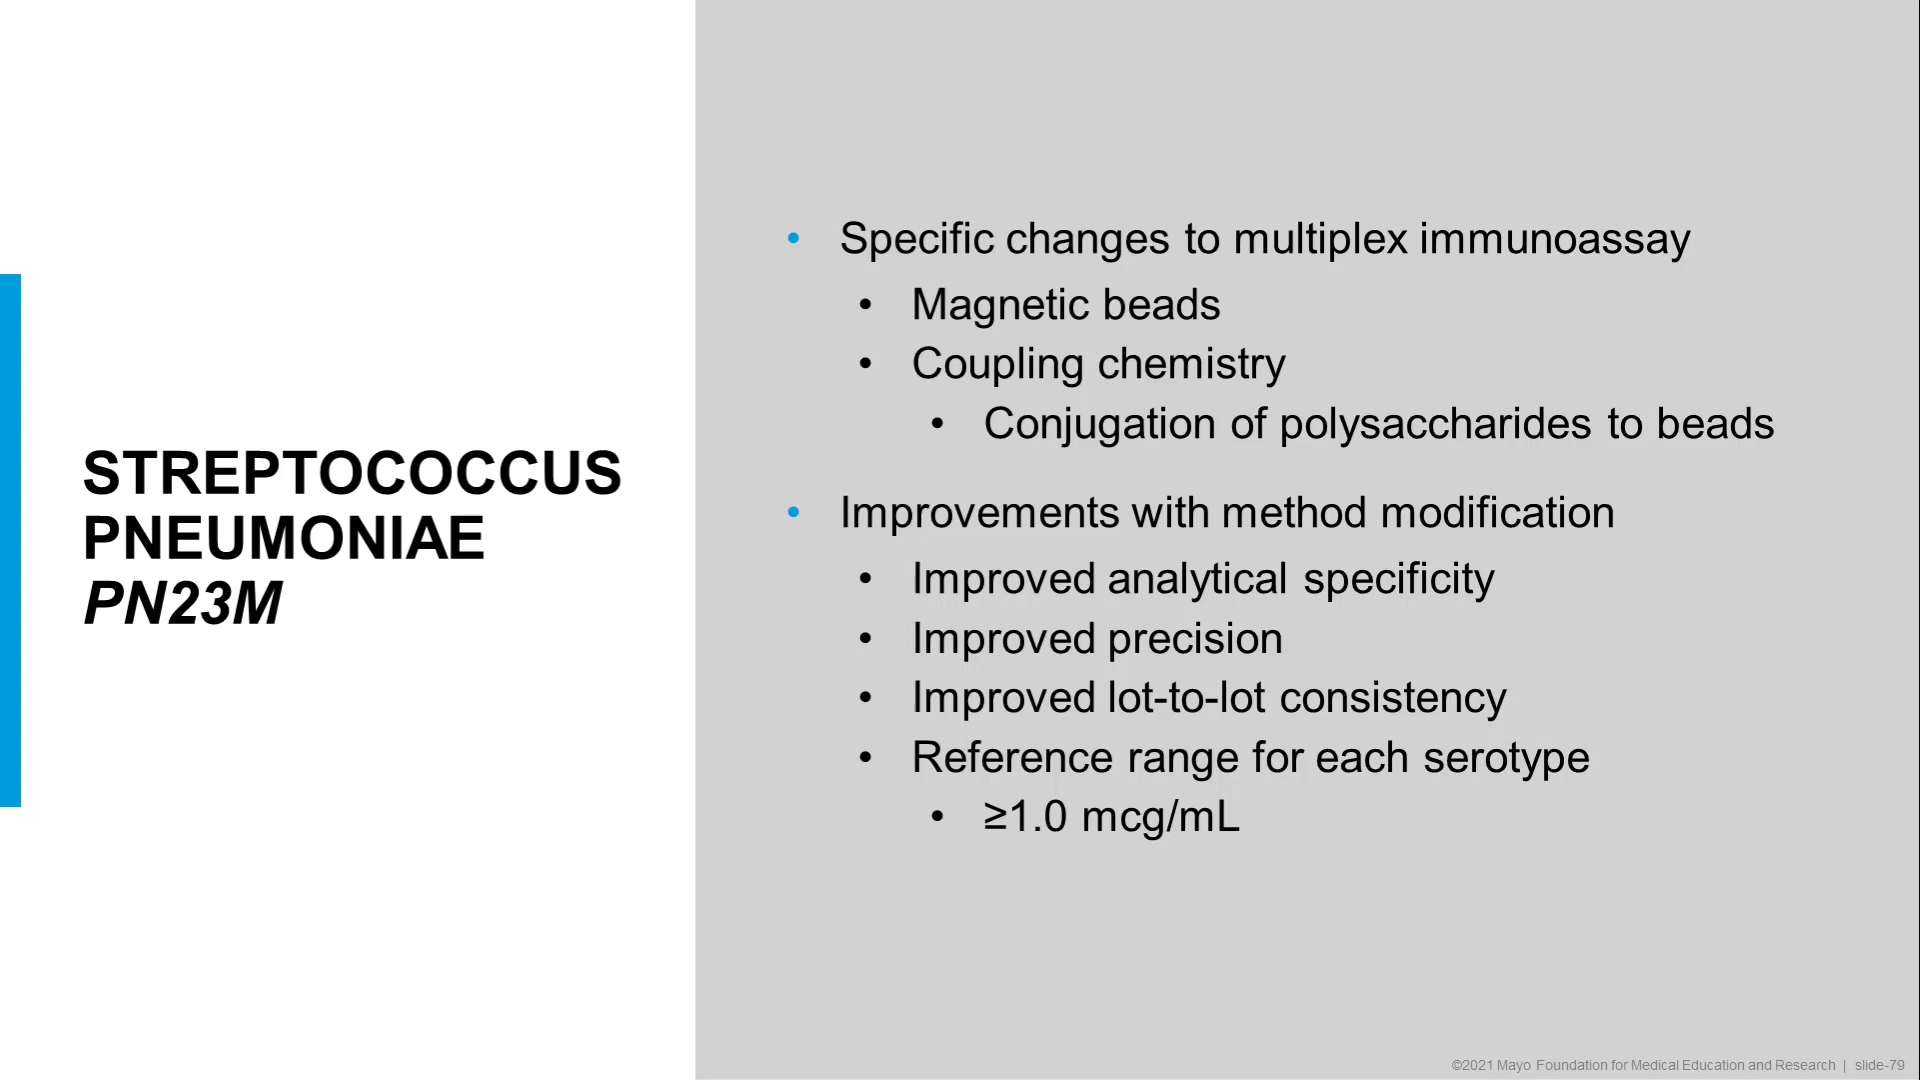 STREPTOCOCCUS
PNEUMONIAE
PN23M
• Specific changes to multiplex immunoassay
• Magnetic beads
• Coupling chemistry
• Conjugation of polysaccharides to beads
• Improvements with method modification
• Improved analytical specificity
• Improved precision
• Improved lot-to-lot consistency
• Reference range for each serotype
• ≥1.0 mcg/mL
©2021 Mayo Foundation for Medical Education and Research | slide-79